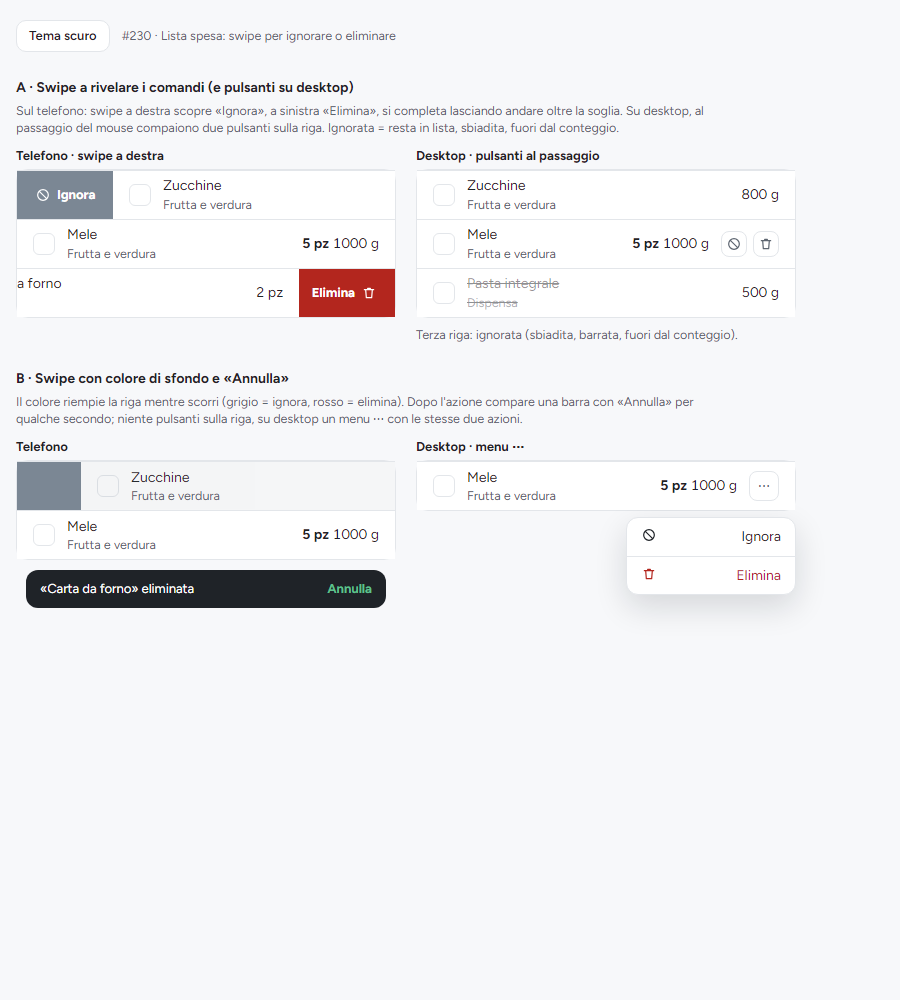 Tema scuro
#230 · Lista spesa: swipe per ignorare o eliminare
A · Swipe a rivelare i comandi (e pulsanti su desktop)
Sul telefono: swipe a destra scopre «Ignora», a sinistra «Elimina», si completa lasciando andare oltre la soglia. Su desktop, al
passaggio del mouse compaiono due pulsanti sulla riga. Ignorata = resta in lista, sbiadita, fuori dal conteggio.
Telefono · swipe a destra
Ignora
Zucchine
Frutta e verdura
Mele
Frutta e verdura
5 pz 1000 g
a forno
2 pz
Elimina
Desktop · pulsanti al passaggio
Zucchine
Frutta e verdura
800 g
Mele
Frutta e verdura
5 pz 1000 g
Pasta integrale
Dispensa
500 g
Terza riga: ignorata (sbiadita, barrata, fuori dal conteggio).
B · Swipe con colore di sfondo e «Annulla»
Il colore riempie la riga mentre scorri (grigio = ignora, rosso = elimina). Dopo l'azione compare una barra con «Annulla» per
qualche secondo; niente pulsanti sulla riga, su desktop un menu ··· con le stesse due azioni.
Telefono
Zucchine
Frutta e verdura
Mele
Frutta e verdura
5 pz 1000 g
«Carta da forno» eliminata
Annulla
Desktop · menu ···
Mele
Frutta e verdura
5 pz 1000 g
···
Ignora
Elimina